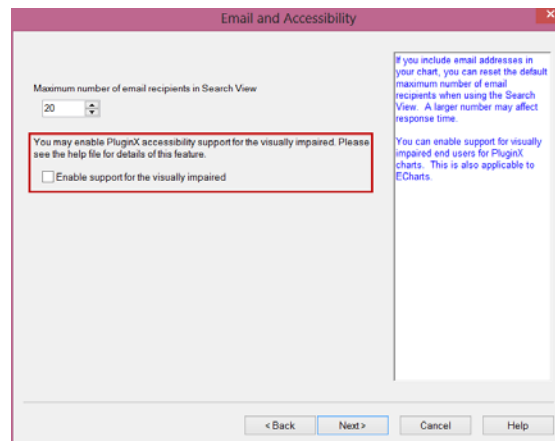 Email and Accessibility
Maximum number of email recipients in Search View
20
You may enable PluginX accessibility support for the visually impaired. Please
see the help file for details of this feature.
Enable support for the visually impaired
If you include email addresses in
your chart, you can reset the default
maximum number of email
recipients when using the Search
View. A larger number may affect
response time.
You can enable support for visually
impaired end users for PluginX
charts. This is also applicable to
ECharts.
< Back
Next >
Cancel
Help